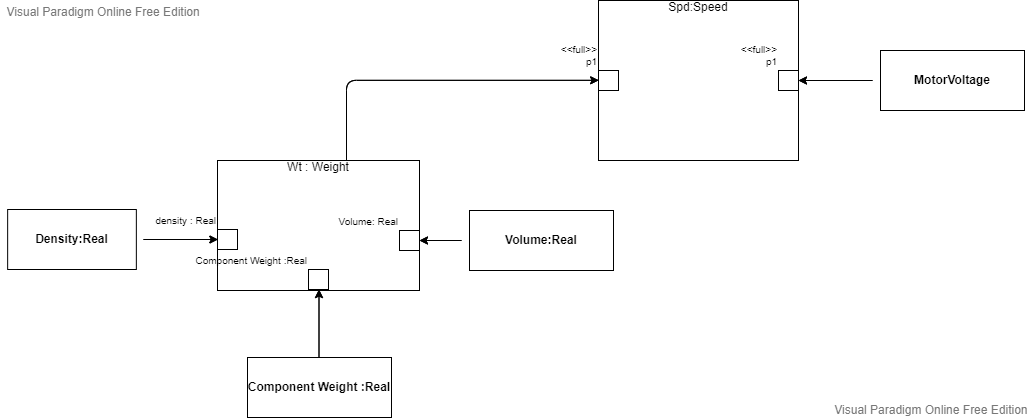 Visual Paradigm Online Free Edition
Spd:Speed
<<full>>
p1
<<full>>
p1
MotorVoltage
Wt : Weight
density : Real
Volume: Real
Density:Real
Volume:Real
Component Weight :Real
Component Weight :Real
Visual Paradigm Online Free Edition